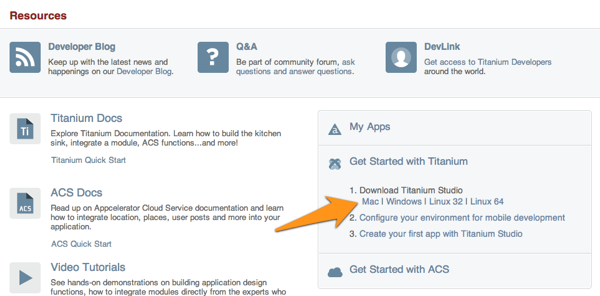 Resources
Developer Blog
Keep up with the latest news and
happenings on our Developer Blog.
Q&A
Be part of community forum, ask
questions and answer questions.
DevLink
Get access to Titanium Developers
around the world.
Ti
Titanium Docs
Explore Titanium Documentation. Learn how to build the kitchen
sink, integrate a module, ACS functions...and more!
Titanium Quick Start
ACS
ACS Docs
Read up on Appcelerator Cloud Service documentation and learn
how to integrate location, places, user posts and more into your
application.
ACS Quick Start
Video Tutorials
See hands-on demonstrations on building application design
functions, how to integrate modules directly from the experts who
My Apps
Get Started with Titanium
1. Download Titanium Studio
Mac I Windows I Linux 32 I Linux 64
2. Configure your environment for mobile development
3. Create your first app with Titanium Studio
Get Started with ACS